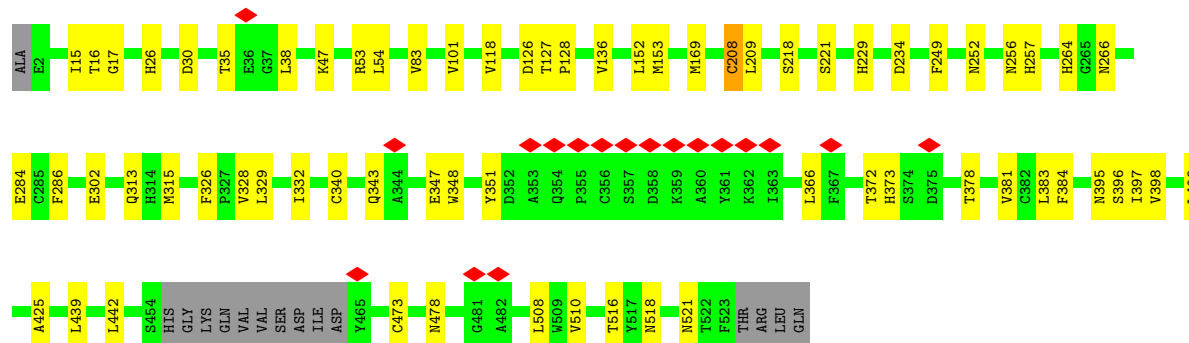 ALA E2 I15 T16 G17 H26 D30 T35 E36 G37 L38 K47 R53 L54 V83 V101 V118 D126 T127 P128 V136 L152 M153 M169 C208 L209 S218 S221 H229 D234 F249 N252 N256 H257 H264 G265 N266
E284 C285 F286 E302 Q313 H314 M315 F326 P327 V328 L329 I332 C340 Q343 A344 E347 W348 Y351 D352 A353 Q354 P355 C356 S357 D358 K359 A360 Y361 K362 I363 L366 F367 T372 H373 S374 D375 T378 V381 C382 L383 F384 N395 S396 I397 V398
A425 L439 L442 S454 HIS GLY LYS GLN VAL VAL SER ASP ILE ASP Y465 C473 N478 G481 A482 L508 W509 V510 T516 Y517 N518 N521 T522 F523 THR ARG LEU GLN